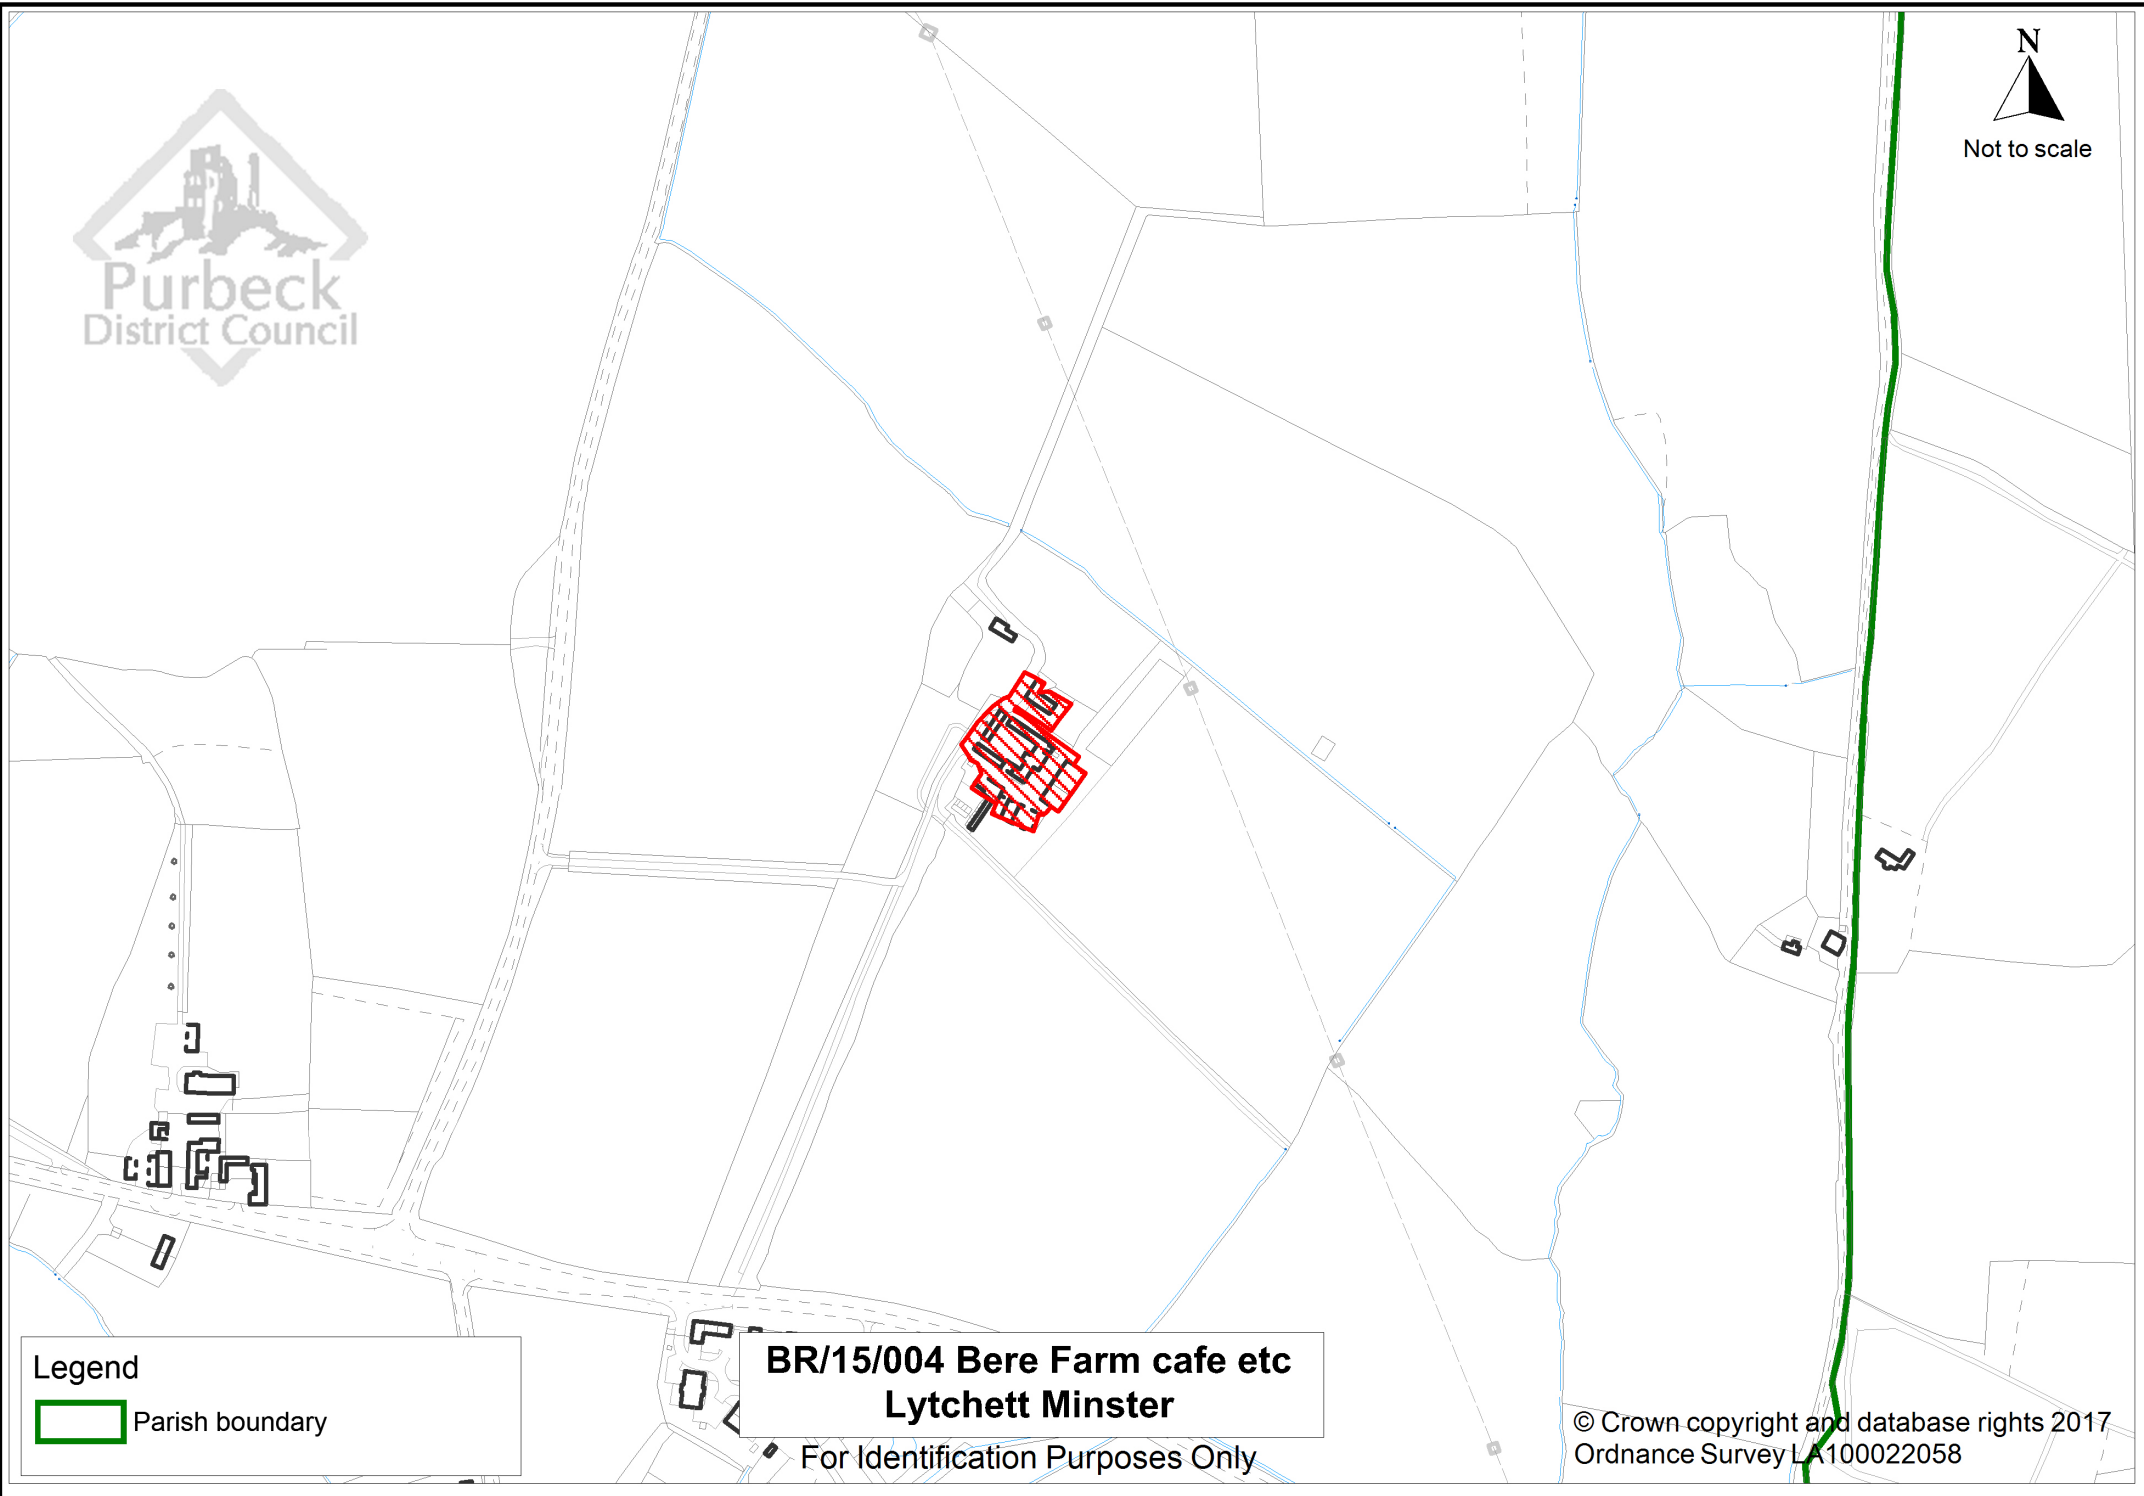 N
Not to scale
Purbeck
District Council
Legend
Parish boundary
BR/15/004 Bere Farm cafe etc
Lytchett Minster
For Identification Purposes Only
© Crown copyright and database rights 2017
Ordnance Survey LA100022058